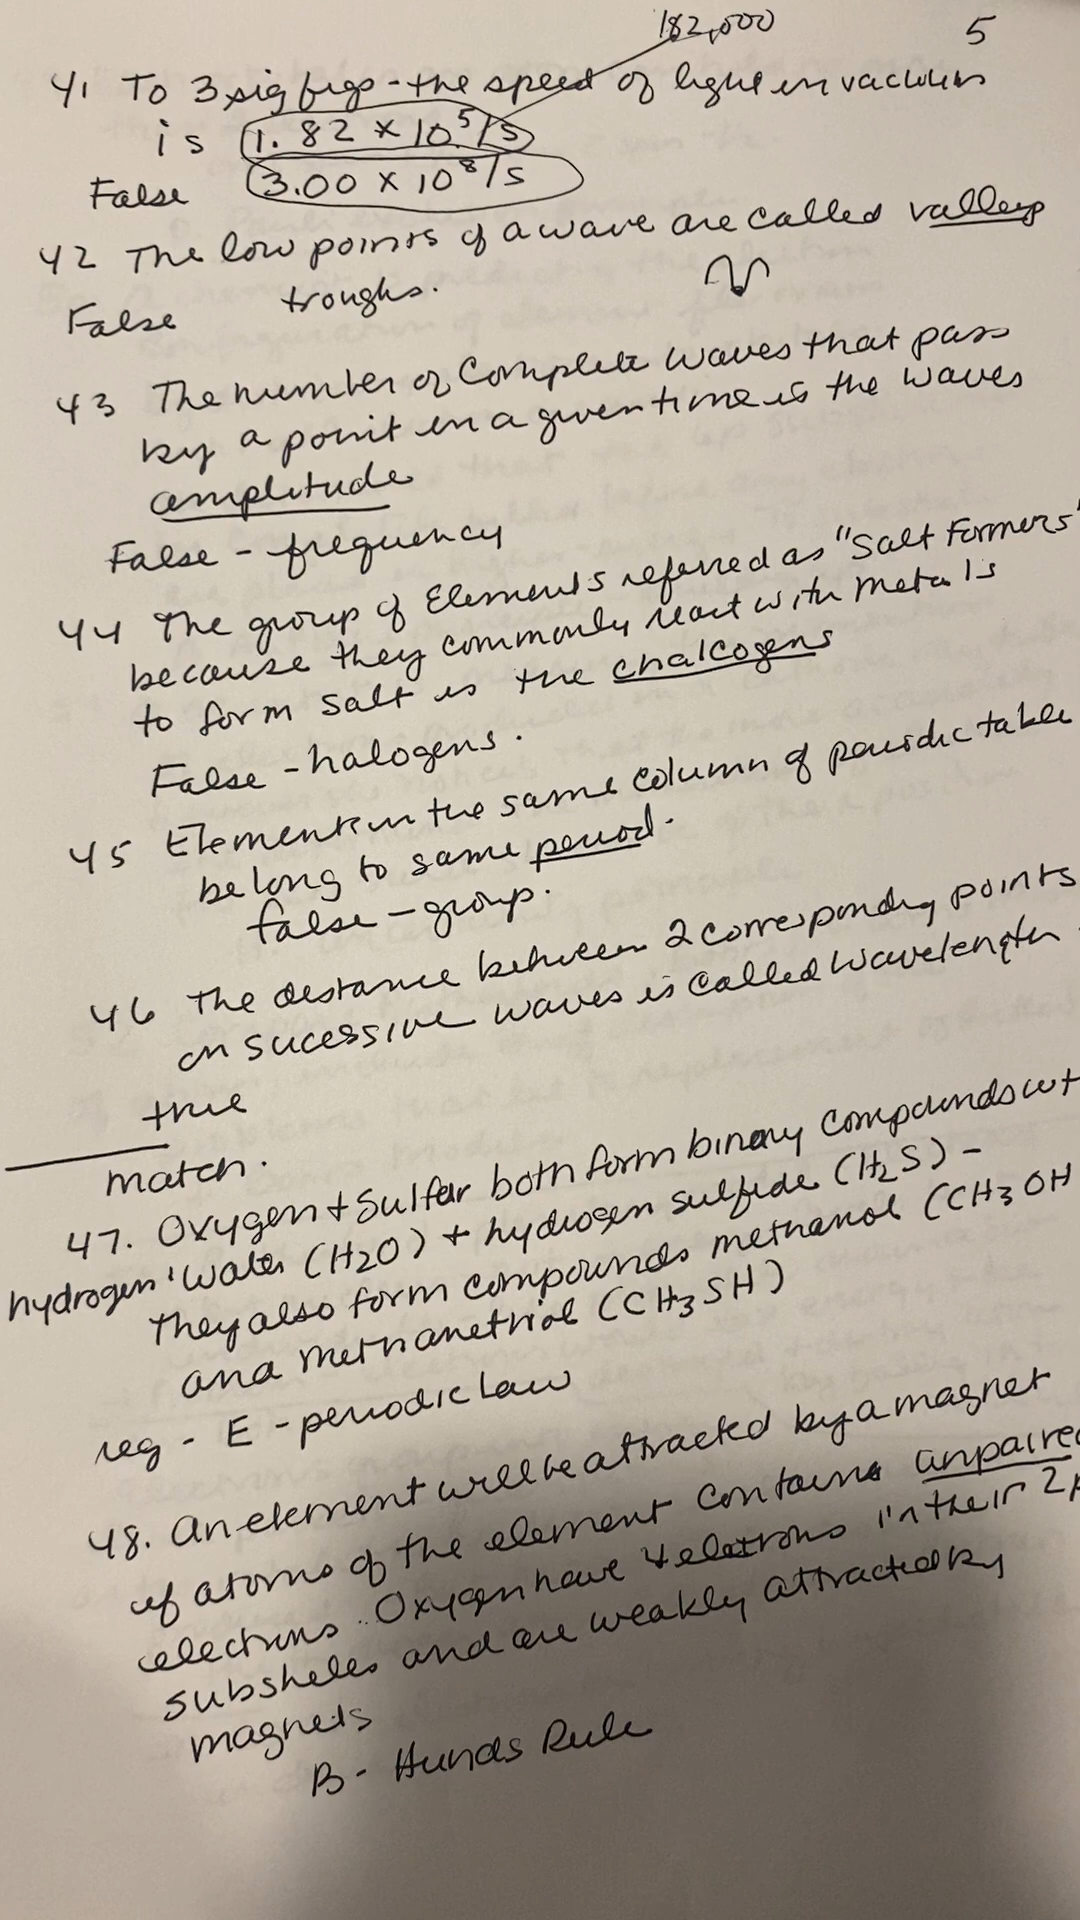 182,000
5
41 To 3 sig figs - the speed of light in vacuum
is 1.82 x 10⁵/s
False 3.00 x 10⁸/s
42 The low points of a wave are called valleys
False troughs.
43 The number of Complete waves that pass
by a point in a given time is the waves
amplitude
False - frequency
44 The group of Elements referred as "Salt Formers"
because they commonly react with metals
to form salt is the chalcogens
False - halogens.
45 Elements in the same column of periodic table
belong to same period.
false - group.
46 The distance between 2 corresponding points
on sucessive waves is called wavelength.
true
match.
47. Oxygen + Sulfur both form binary compounds wt
hydrogen' water (H2O) + hydrogen sulfide (H2S) -
They also form compounds methanol (CH3OH
and methanethiol (CH3SH)
reg - E - periodic law
48. An element will be attracted by a magnet
if atoms of the element contains unpaired
electrons. Oxygen have 4 eletrons in their 2p
subshells and are weakly attracted by
magnets
B - Hunds Rule